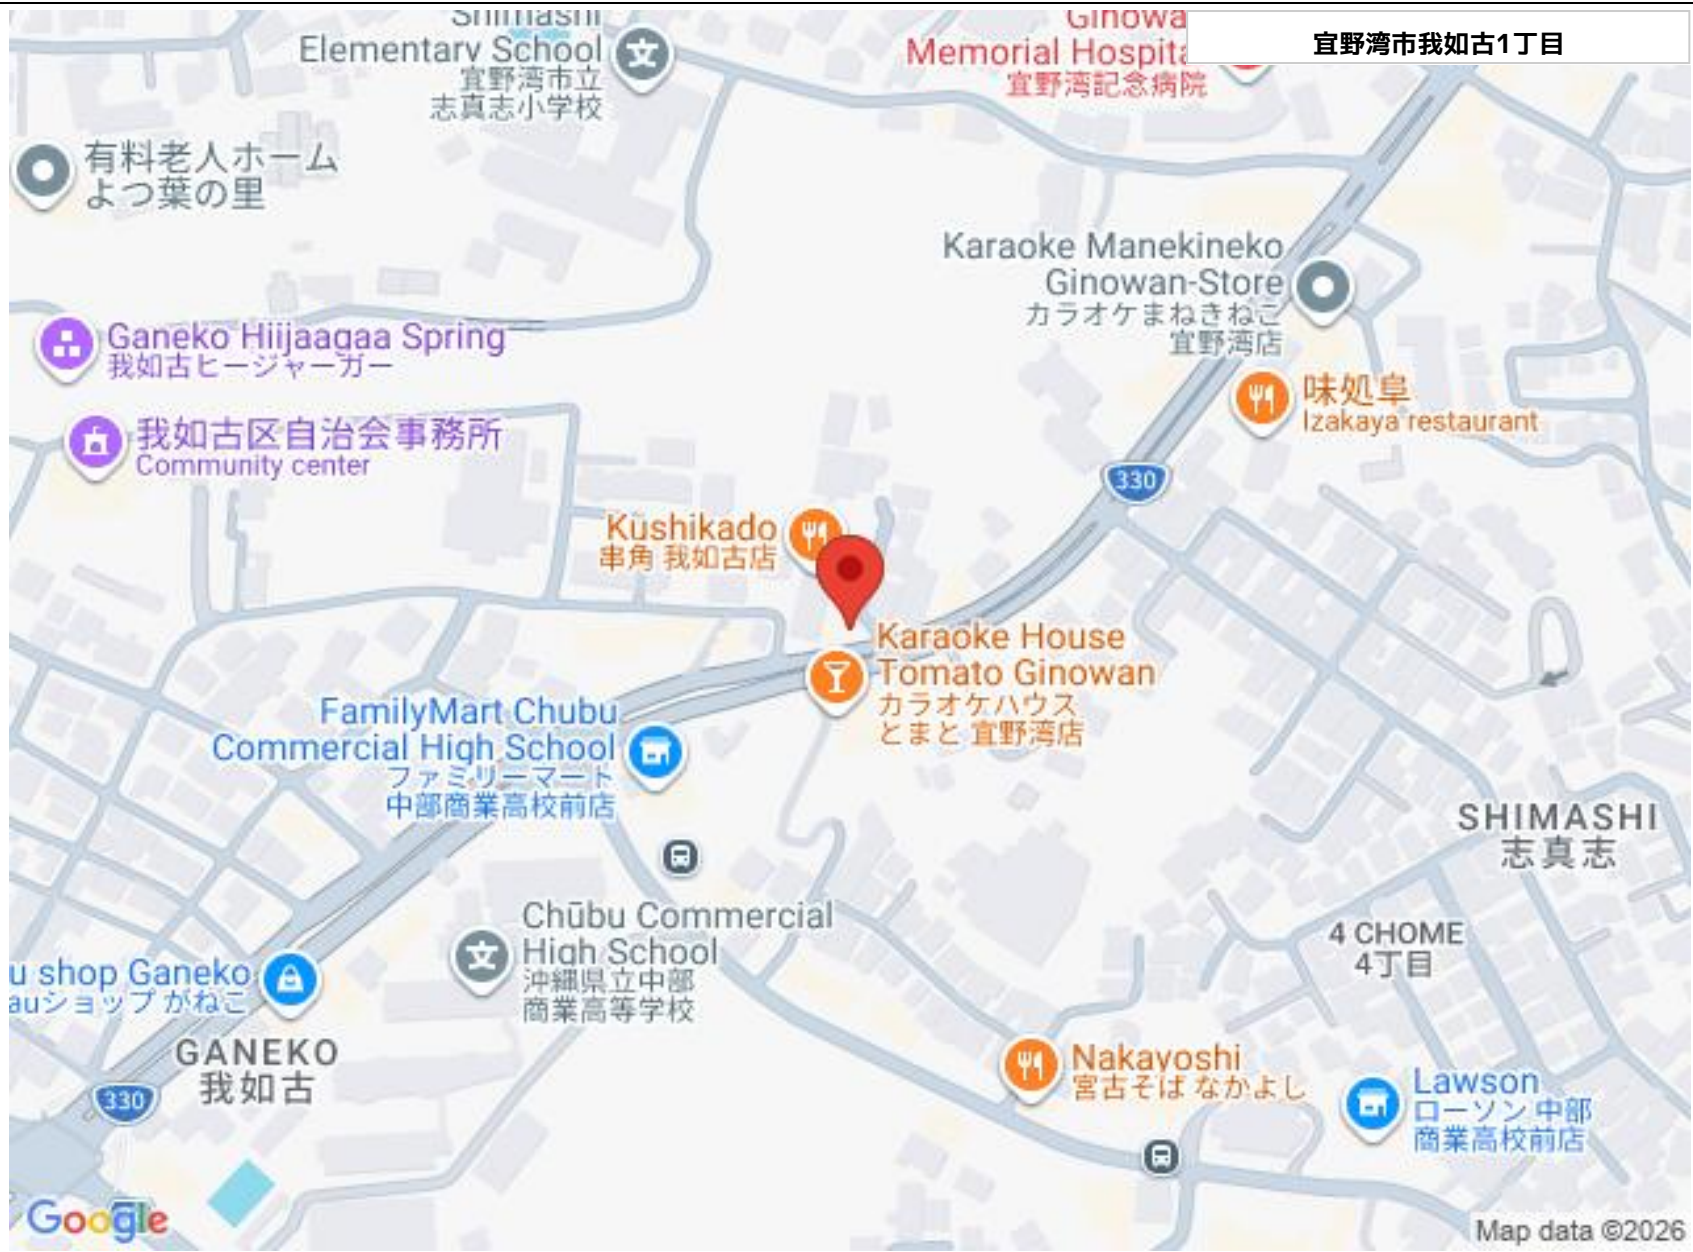 宜野湾市我如古1丁目
Shimashi
Elementary School
宜野湾市立
志真志小学校
Ginowa
Memorial Hospita
宜野湾記念病院
有料老人ホーム
よつ葉の里
Karaoke Manekineko
Ginowan-Store
カラオケまねきねこ
宜野湾店
Ganeko Hiijaagaa Spring
我如古ヒージャーガー
味処阜
Izakaya restaurant
我如古区自治会事務所
Community center
330
Kushikado
串角 我如古店
Karaoke House
Tomato Ginowan
カラオケハウス
とまと 宜野湾店
FamilyMart Chubu
Commercial High School
ファミリーマート
中部商業高校前店
SHIMASHI
志真志
Chūbu Commercial
High School
沖縄県立中部
商業高等学校
4 CHOME
4丁目
u shop Ganeko
auショップ がねこ
GANEKO
我如古
330
Nakayoshi
宮古そば なかよし
Lawson
ローソン 中部
商業高校前店
Google
Map data ©2026